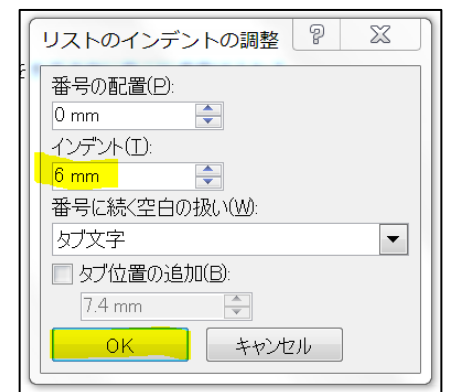 リストのインデントの調整
番号の配置(P):
0 mm
インデント(T):
6 mm
番号に続く空白の扱い(W):
タブ文字
タブ位置の追加(B):
7.4 mm
OK キャンセル